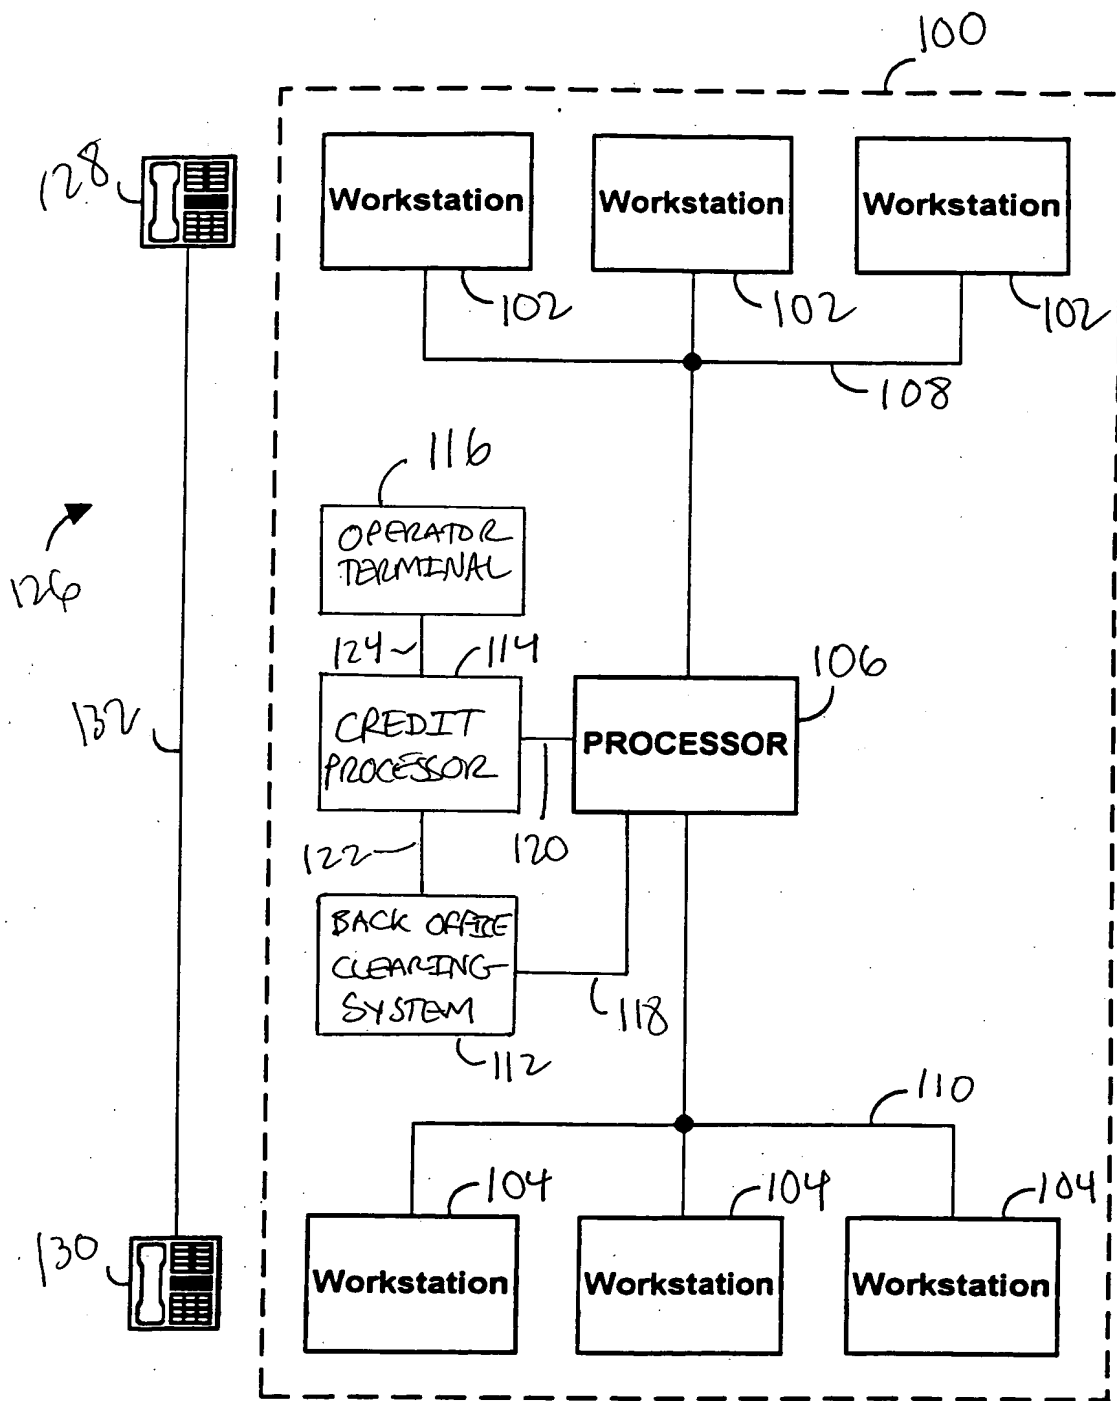 100
128
Workstation
Workstation
Workstation
102
102
102
108
116
OPERATOR
TERMINAL
126
124
114
106
132
CREDIT
PROCESSOR
PROCESSOR
120
122
BACK OFFICE
CLEARING
SYSTEM
118
112
110
104
104
104
130
Workstation
Workstation
Workstation